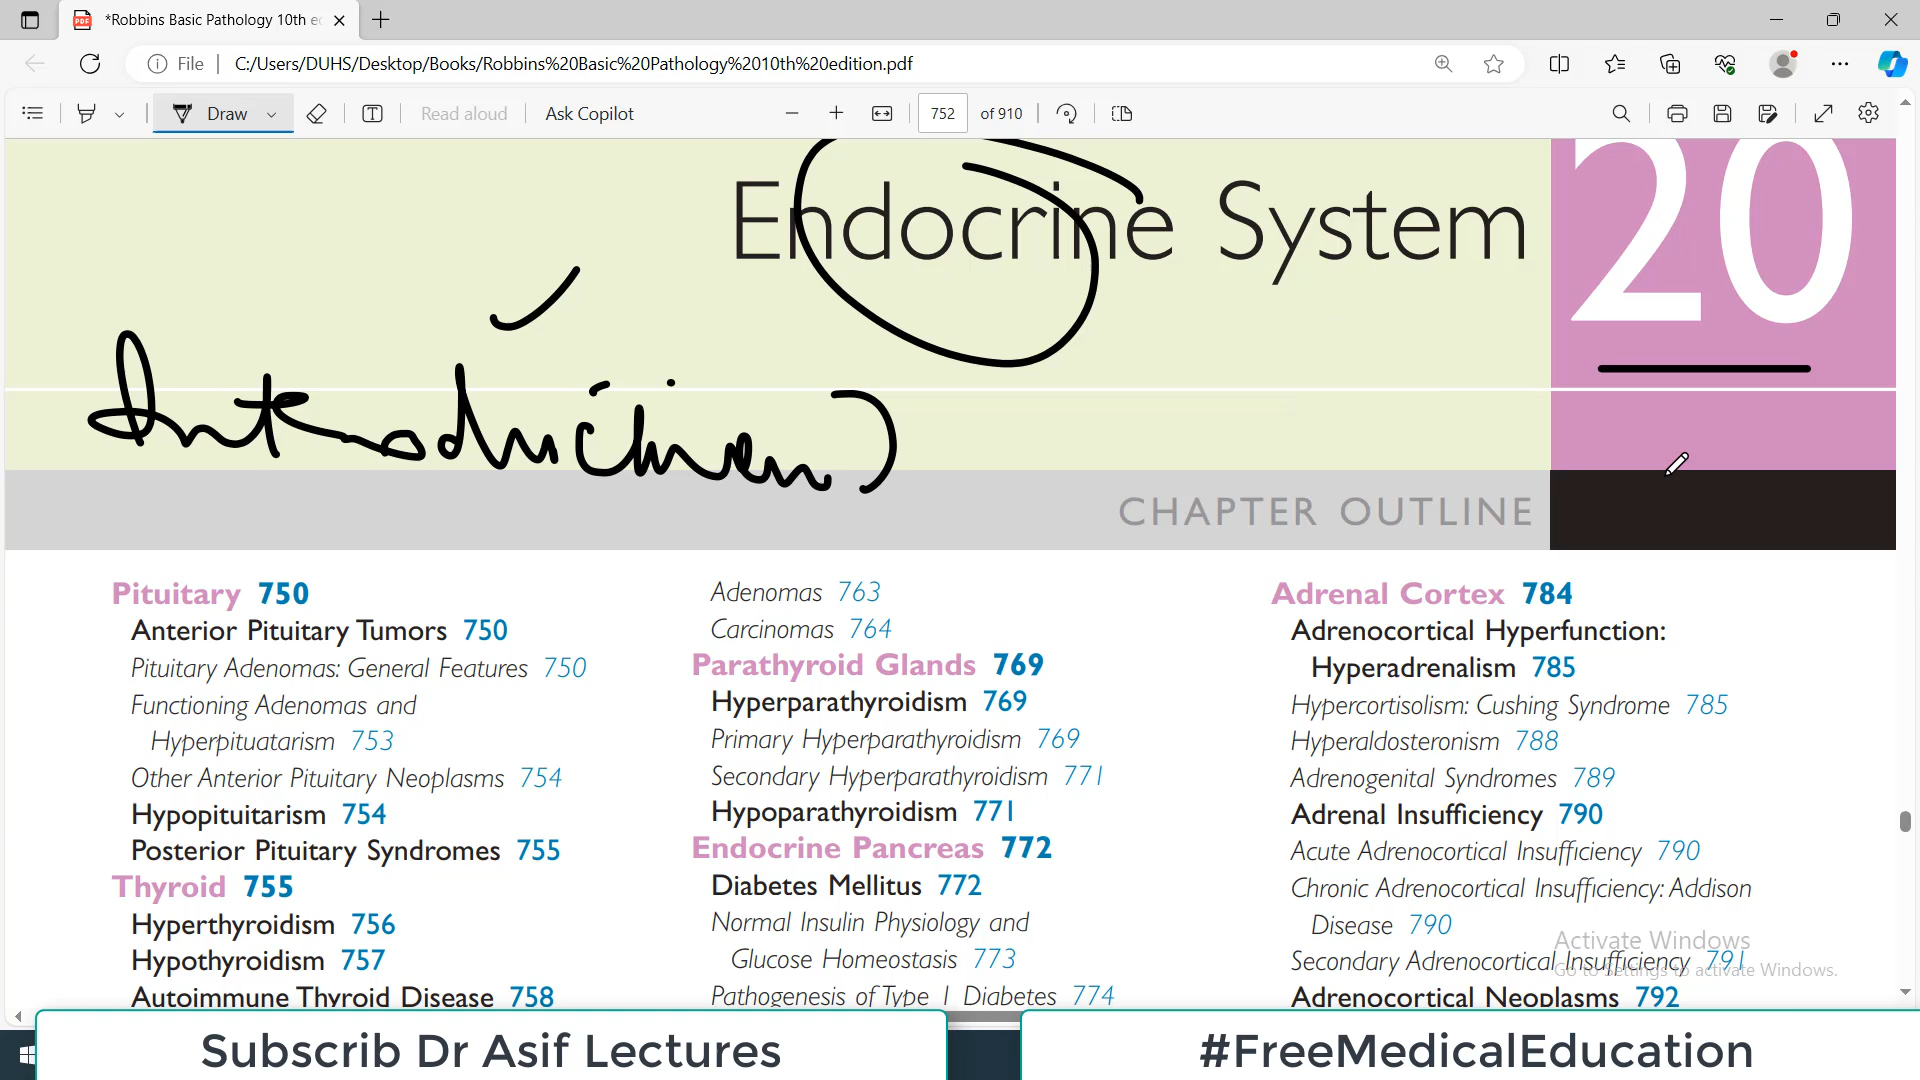 *Robbins Basic Pathology 10th ed
File
C:/Users/DUHS/Desktop/Books/Robbins%20Basic%20Pathology%2010th%20edition.pdf
Draw
Read aloud
Ask Copilot
752 of 910
Endocrine System
20
CHAPTER OUTLINE
Pituitary 750
Anterior Pituitary Tumors 750
Pituitary Adenomas: General Features 750
Functioning Adenomas and
Hyperpituatarism 753
Other Anterior Pituitary Neoplasms 754
Hypopituitarism 754
Posterior Pituitary Syndromes 755
Thyroid 755
Hyperthyroidism 756
Hypothyroidism 757
Autoimmune Thyroid Disease 758
Adenomas 763
Carcinomas 764
Parathyroid Glands 769
Hyperparathyroidism 769
Primary Hyperparathyroidism 769
Secondary Hyperparathyroidism 771
Hypoparathyroidism 771
Endocrine Pancreas 772
Diabetes Mellitus 772
Normal Insulin Physiology and
Glucose Homeostasis 773
Pathogenesis of Type 1 Diabetes 774
Adrenal Cortex 784
Adrenocortical Hyperfunction:
Hyperadrenalism 785
Hypercortisolism: Cushing Syndrome 785
Hyperaldosteronism 788
Adrenogenital Syndromes 789
Adrenal Insufficiency 790
Acute Adrenocortical Insufficiency 790
Chronic Adrenocortical Insufficiency: Addison
Disease 790
Secondary Adrenocortical Insufficiency 791
Adrenocortical Neoplasms 792
Activate Windows
Go to Settings to activate Windows.
Subscrib Dr Asif Lectures
#FreeMedicalEducation